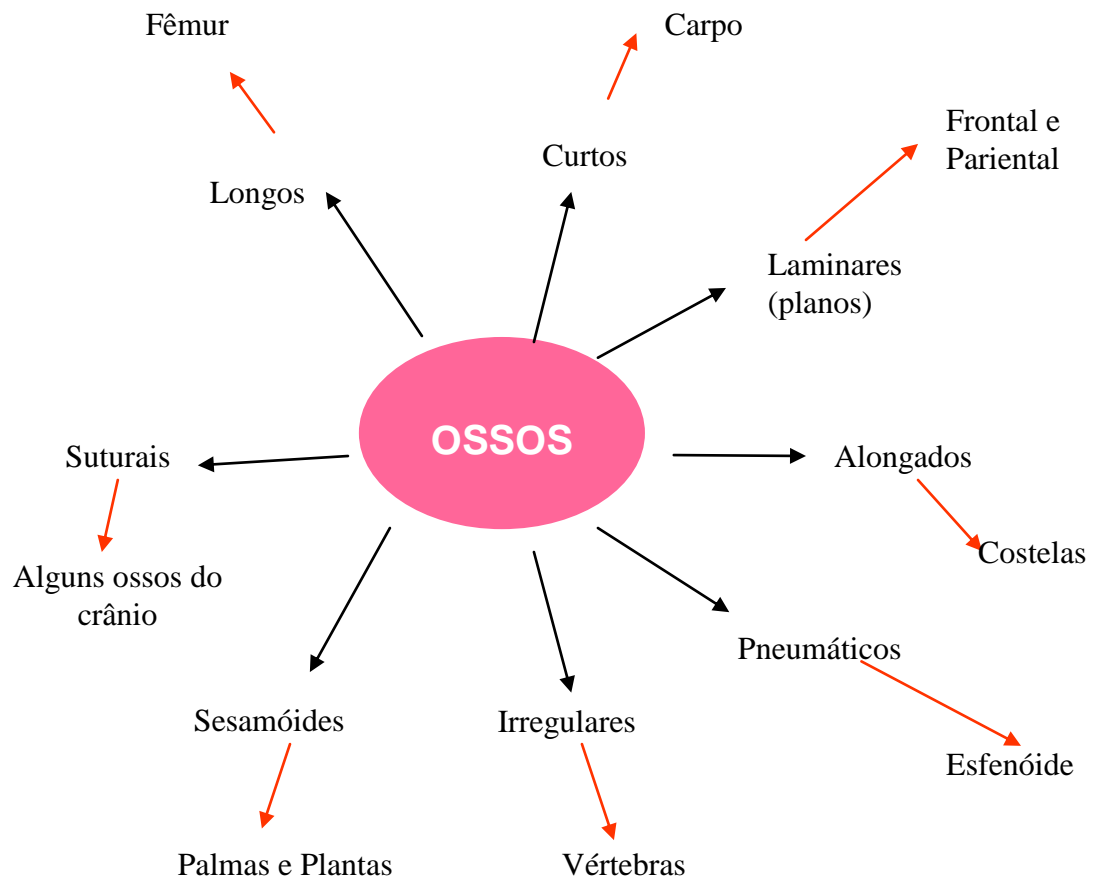 Fêmur
Carpo
Frontal e
Pariental
Curtos
Longos
Laminares
(planos)
OSSOS
Suturais
Alongados
Costelas
Alguns ossos do
crânio
Pneumáticos
Sesamóides
Irregulares
Esfenóide
Palmas e Plantas
Vértebras